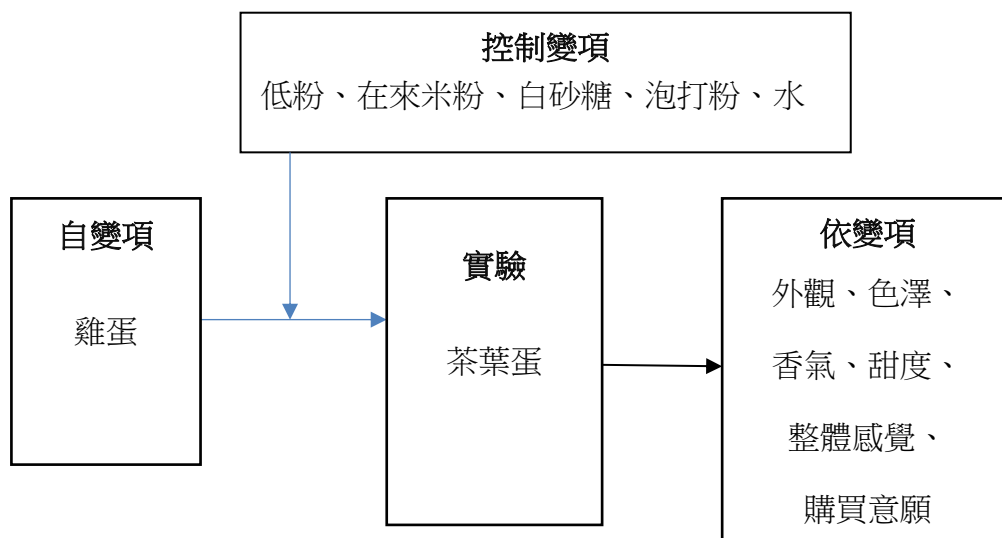 控制變項
低粉、在來米粉、白砂糖、泡打粉、水
自變項
雞蛋
實驗
茶葉蛋
依變項
外觀、色澤、
香氣、甜度、
整體感覺、
購買意願